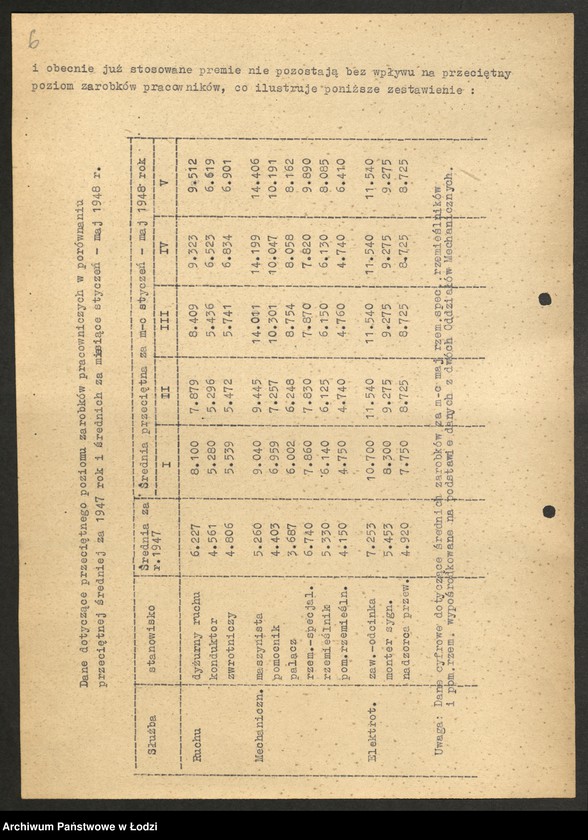 6
i obecnie już stosowane premie nie pozostają bez wpływu na przeciętny
poziom zarobków pracowników, co ilustruje poniższe zestawienie :
Dane dotyczące przeciętnego poziomu zarobków pracowniczych w porównaniu
przeciętnej średniej za 1947 rok i średnich za miesiące styczeń - maj 1948 r.
Służba stanowisko Średnia za r.1947 Średnia przeciętna za m-c styczeń - maj 1948 rok
I II III IV V
Ruchu dyżurny ruchu 6.227 8.100 7.879 8.409 9.323 9.512
konduktor 4.561 5.280 5.296 5.436 6.523 6.619
zwrotniczy 4.806 5.539 5.472 5.741 6.834 6.901
Mechaniczn. maszynista 5.260 9.040 9.445 14.011 14.199 14.406
pomocnik 4.403 6.959 7.257 10.301 10.047 10.191
palacz 3.687 6.002 6.248 8.754 8.058 8.162
rzem.-specjal. 6.740 7.860 7.830 7.870 7.820 9.890
rzemieślnik 5.330 6.140 6.125 6.150 6.130 8.085
pom.rzemieśln. 4.150 4.750 4.740 4.760 4.740 6.410
Elektrot. zaw.-odcinka 7.253 10.700 11.540 11.540 11.540 11.540
monter sygn. 5.453 8.300 9.275 9.275 9.275 9.275
nadzorca przew. 4.920 7.750 8.725 8.725 8.725 8.725
Uwaga: Dane cyfrowe dotyczące średnich zarobków za m-c maj rzem.spec.,rzemieślników
i pom.rzem. wypośrodkowane na podstawie danych z dwóch Oddziałów Mechanicznych.
Archiwum Państwowe w Łodzi